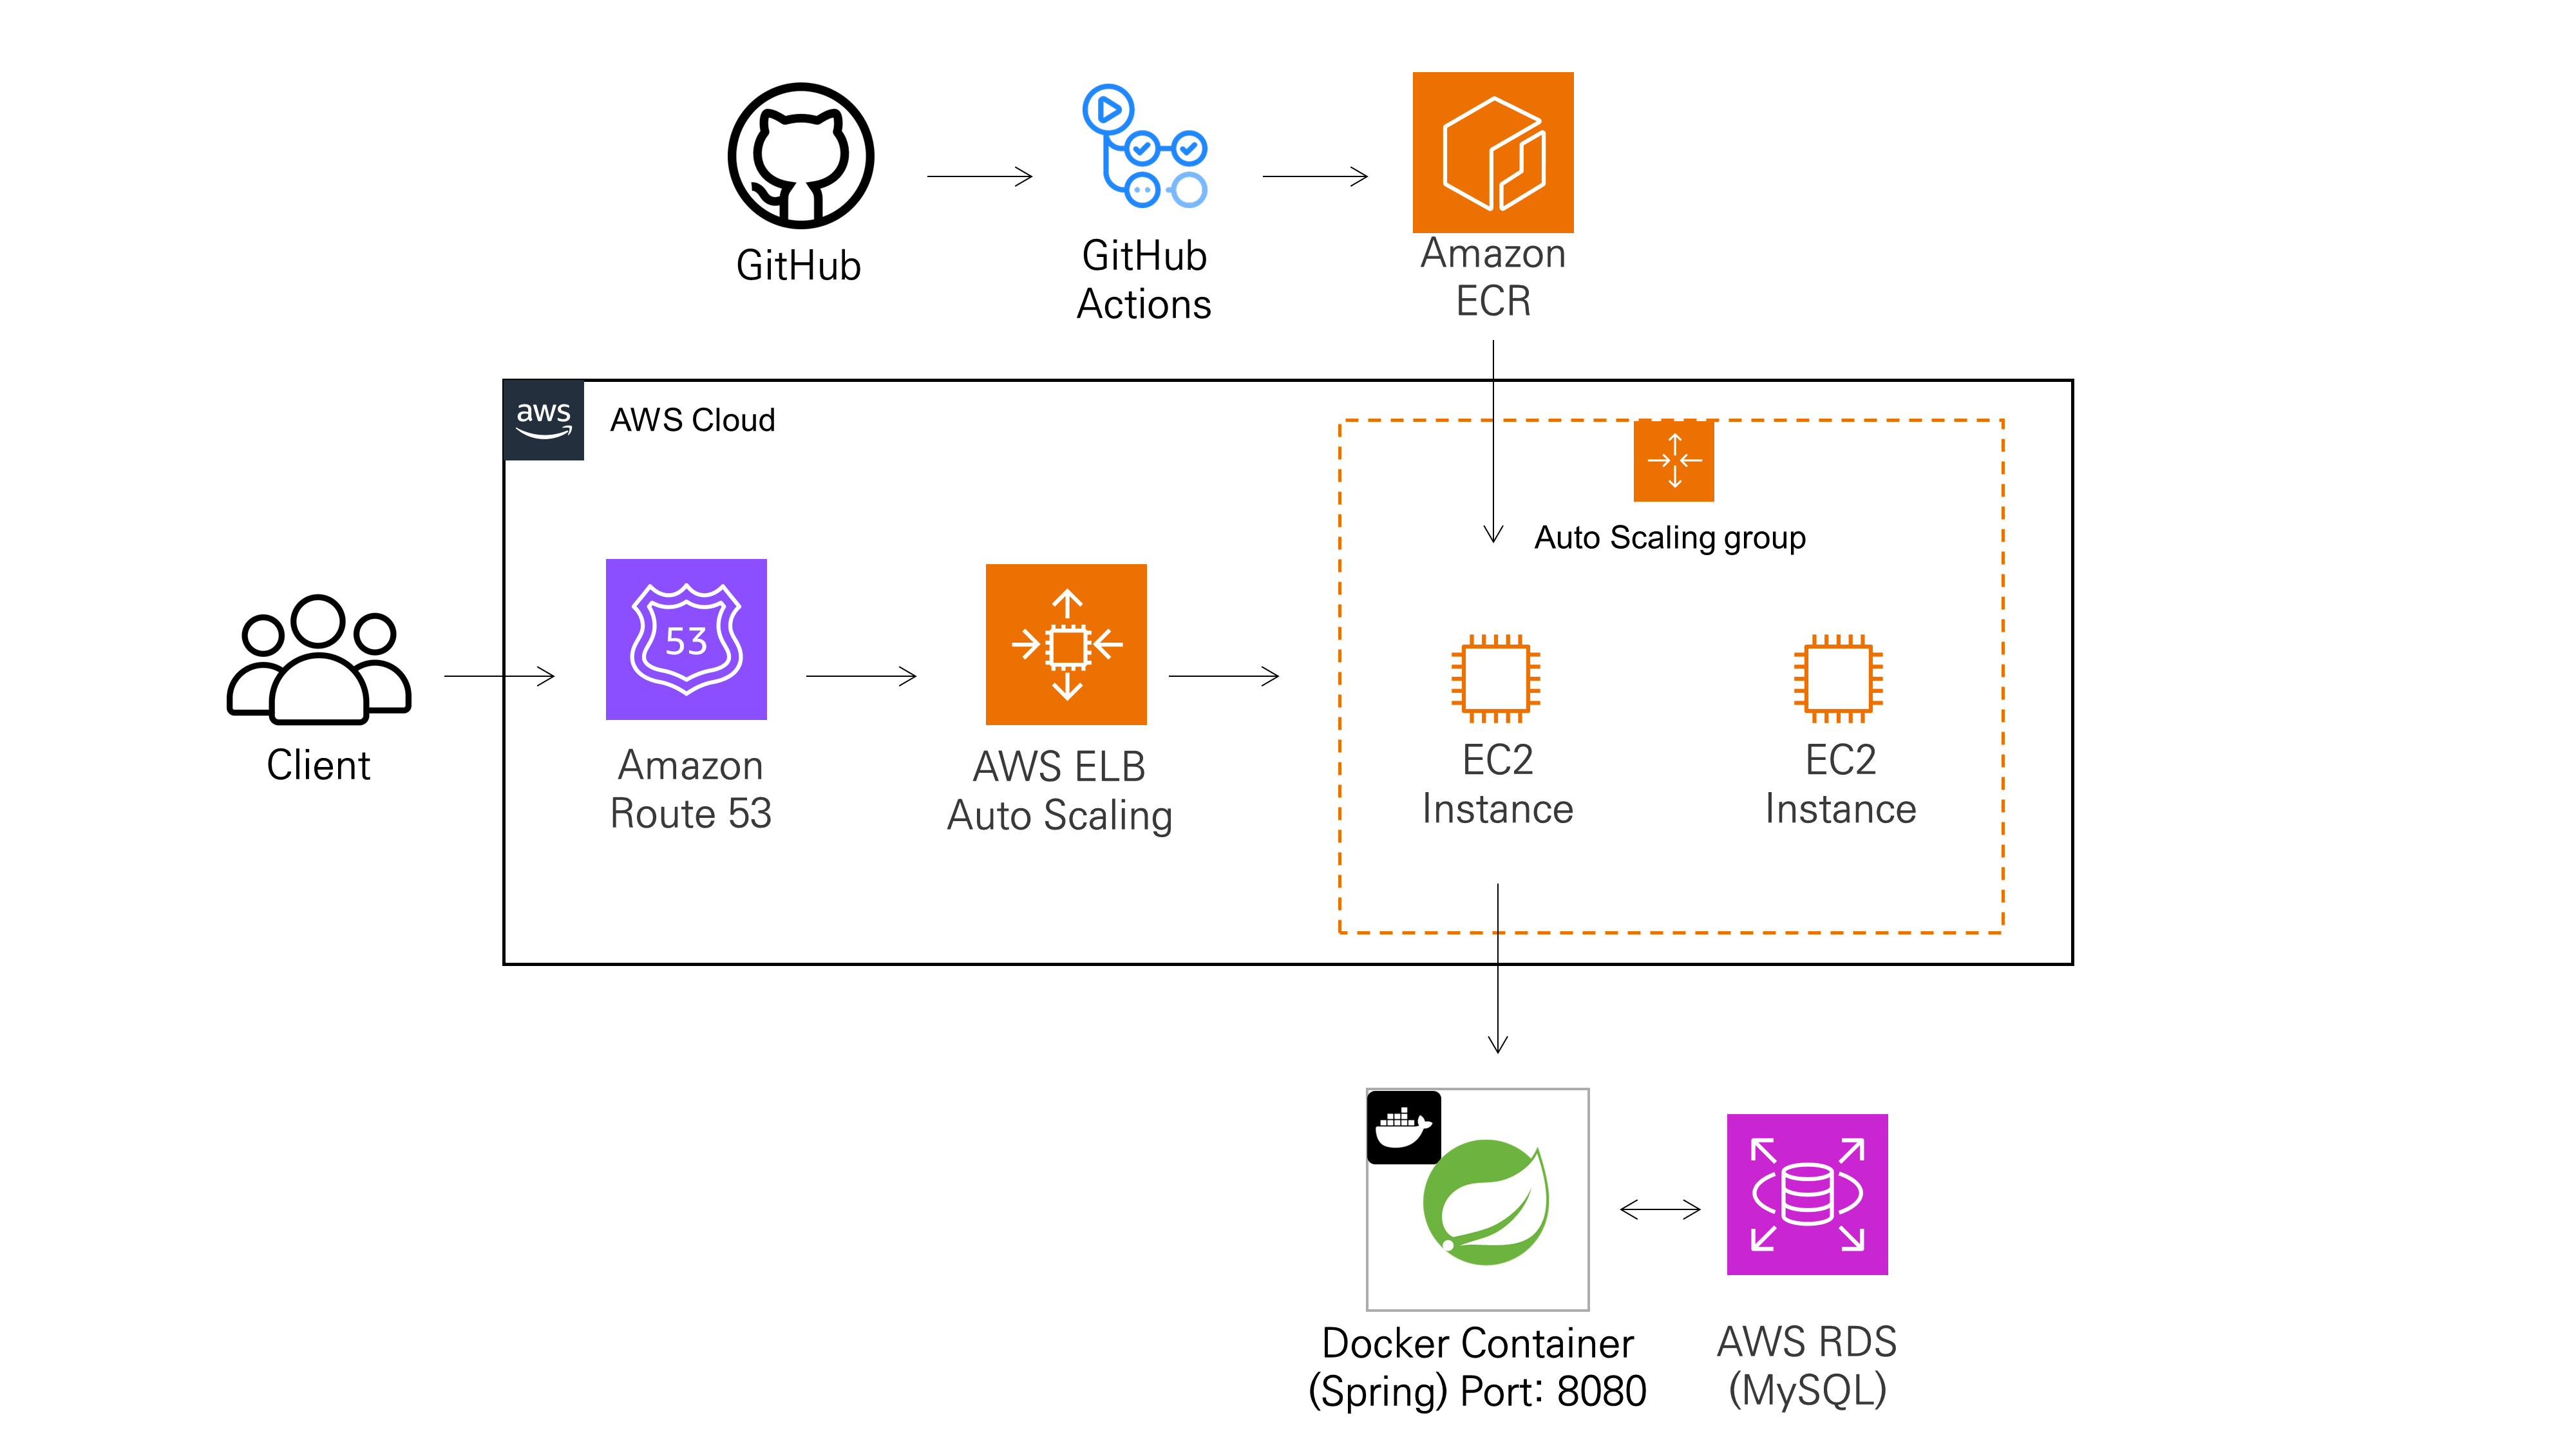 GitHub
GitHub
Actions
Amazon
ECR
aws
AWS Cloud
Auto Scaling group
53
Client
Amazon
Route 53
AWS ELB
Auto Scaling
EC2
Instance
EC2
Instance
Docker Container
(Spring) Port: 8080
AWS RDS
(MySQL)